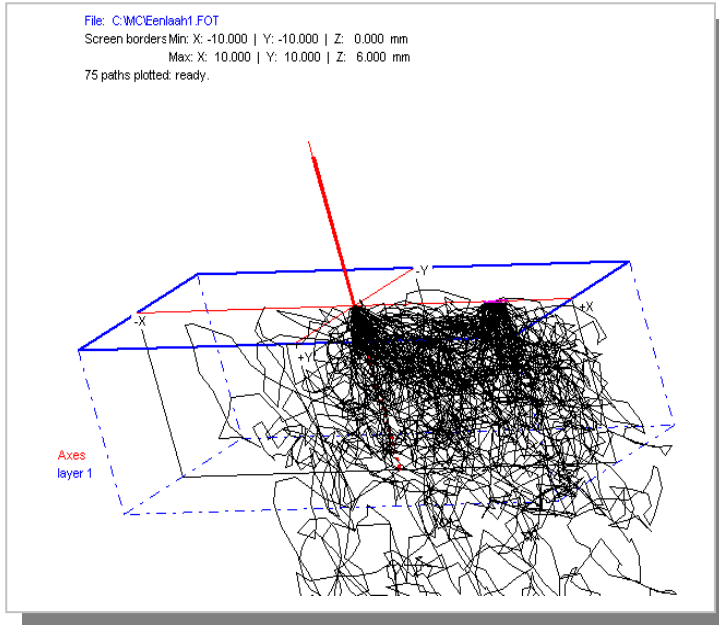 File: C:\MC\Eenlaah1.FOT
Screen borders Min: X: -10.000 | Y: -10.000 | Z: 0.000 mm
Max: X: 10.000 | Y: 10.000 | Z: 6.000 mm
75 paths plotted: ready.
-Y
-X
+X
+Y
Axes
layer 1